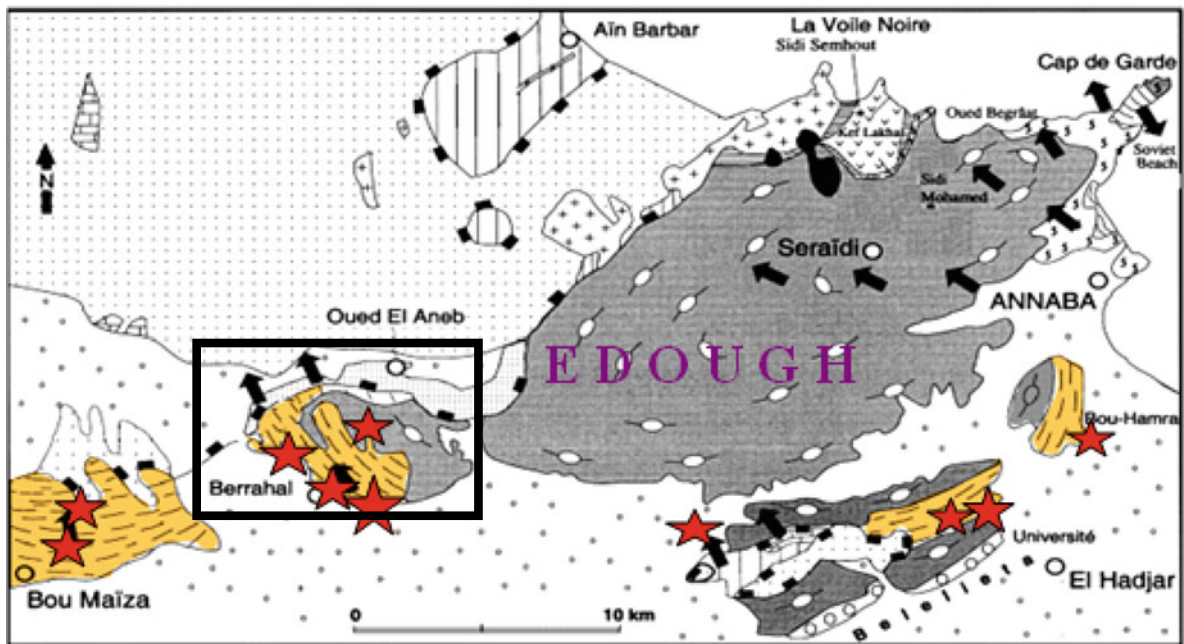 Aïn Barbar
La Voile Noire
Sidi Semhout
Cap de Garde
Oued Begrâat
Kef Lakhal
Soviet
Beach
N
Sidi
Mohamed
Seraïdi
ANNABA
Oued El Aneb
EDOUGH
Bou-Hamra
Berrahal
Université
Bou Maïza
0
10 km
El Hadjar
Belelieta